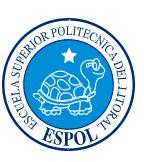 ESCUELA SUPERIOR POLITECNICA DEL LITORAL
ESPOL